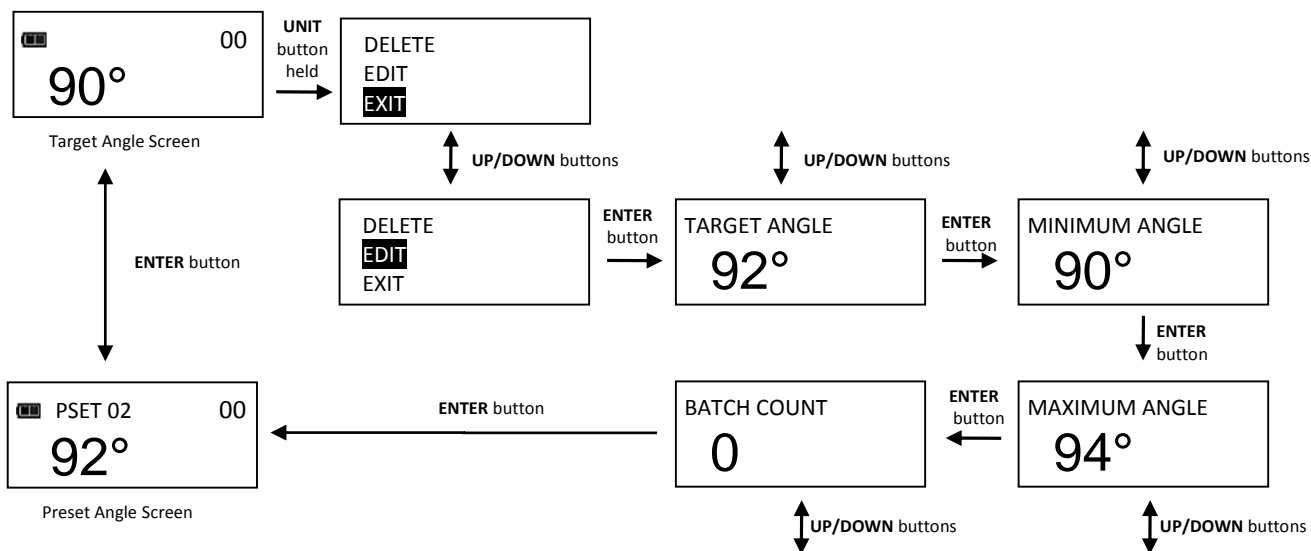 00
90°
Target Angle Screen
UNIT
button
held
DELETE
EDIT
EXIT
UP/DOWN buttons
UP/DOWN buttons
UP/DOWN buttons
ENTER button
DELETE
EDIT
EXIT
ENTER
button
TARGET ANGLE
92°
ENTER
button
MINIMUM ANGLE
90°
ENTER
button
PSET 02 00
92°
Preset Angle Screen
ENTER button
BATCH COUNT
0
ENTER
button
MAXIMUM ANGLE
94°
UP/DOWN buttons
UP/DOWN buttons